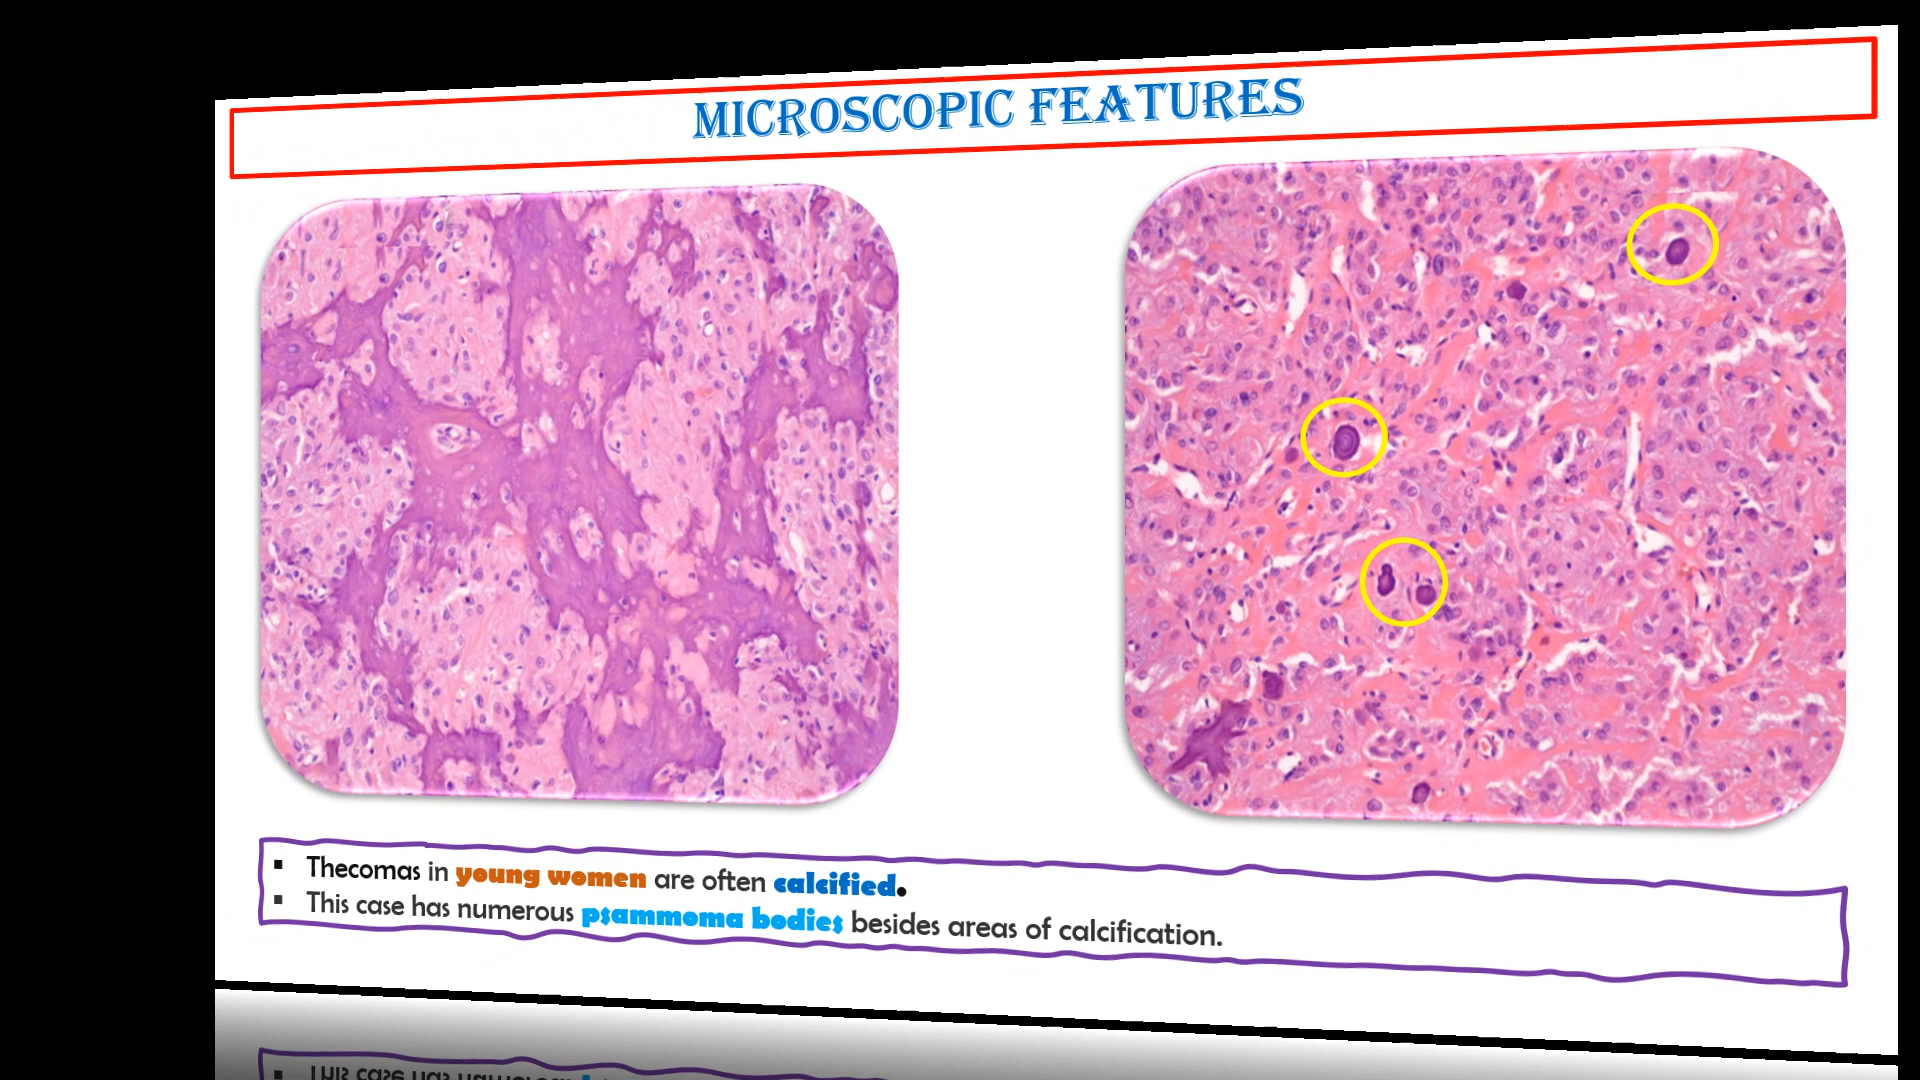 MICROSCOPIC FEATURES
▪ Thecomas in young women are often calcified.
▪ This case has numerous psammoma bodies besides areas of calcification.